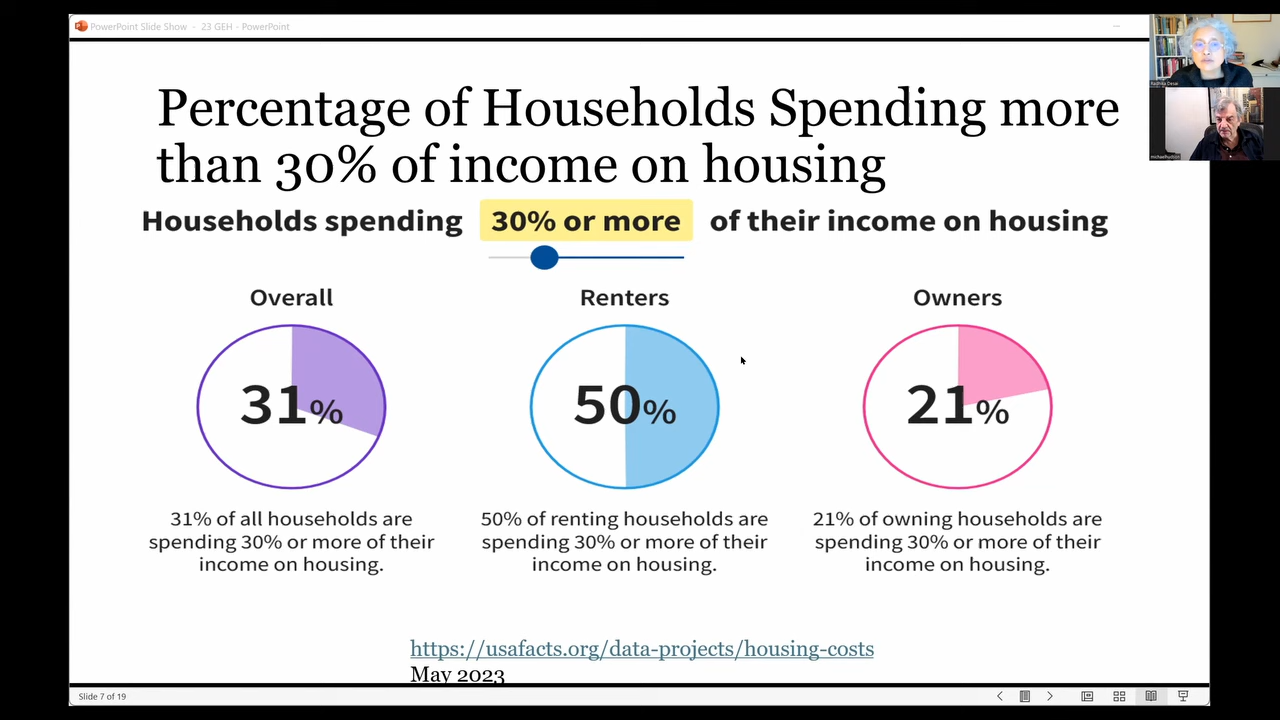 PowerPoint Slide Show - 23 GEH - PowerPoint
Percentage of Households Spending more
than 30% of income on housing
Households spending 30% or more of their income on housing
Overall
Renters
Owners
31%
50%
21%
31% of all households are
spending 30% or more of their
income on housing.
50% of renting households are
spending 30% or more of their
income on housing.
21% of owning households are
spending 30% or more of their
income on housing.
https://usafacts.org/data-projects/housing-costs
May 2023
Slide 7 of 19